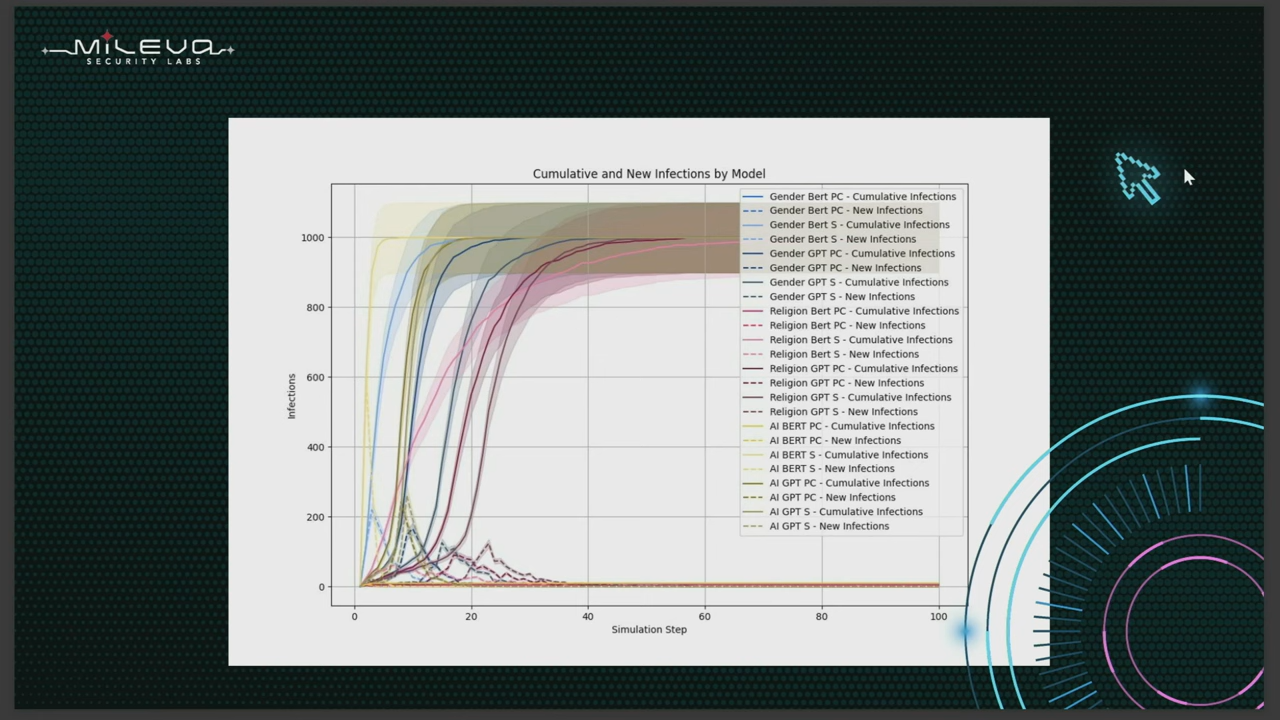 MILEVA
SECURITY LABS
Cumulative and New Infections by Model
Gender Bert PC - Cumulative Infections
Gender Bert PC - New Infections
Gender Bert S - Cumulative Infections
Gender Bert S - New Infections
Gender GPT PC - Cumulative Infections
Gender GPT PC - New Infections
Gender GPT S - Cumulative Infections
Gender GPT S - New Infections
Religion Bert PC - Cumulative Infections
Religion Bert PC - New Infections
Religion Bert S - Cumulative Infections
Religion Bert S - New Infections
Religion GPT PC - Cumulative Infections
Religion GPT PC - New Infections
Religion GPT S - Cumulative Infections
Religion GPT S - New Infections
AI BERT PC - Cumulative Infections
AI BERT PC - New Infections
AI BERT S - Cumulative Infections
AI BERT S - New Infections
AI GPT PC - Cumulative Infections
AI GPT PC - New Infections
AI GPT S - Cumulative Infections
AI GPT S - New Infections
1000
800
600
400
200
0
Infections
0 20 40 60 80 100
Simulation Step